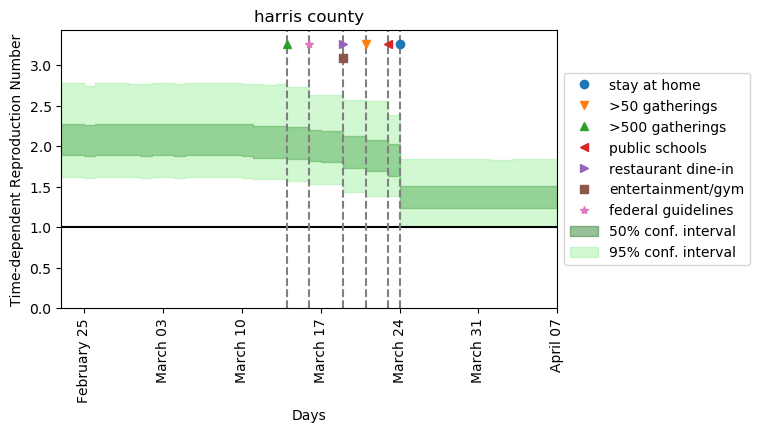 harris county
Time-dependent Reproduction Number
3.0
2.5
2.0
1.5
1.0
0.5
0.0
February 25
March 03
March 10
March 17
March 24
March 31
April 07
Days
stay at home
>50 gatherings
>500 gatherings
public schools
restaurant dine-in
entertainment/gym
federal guidelines
50% conf. interval
95% conf. interval